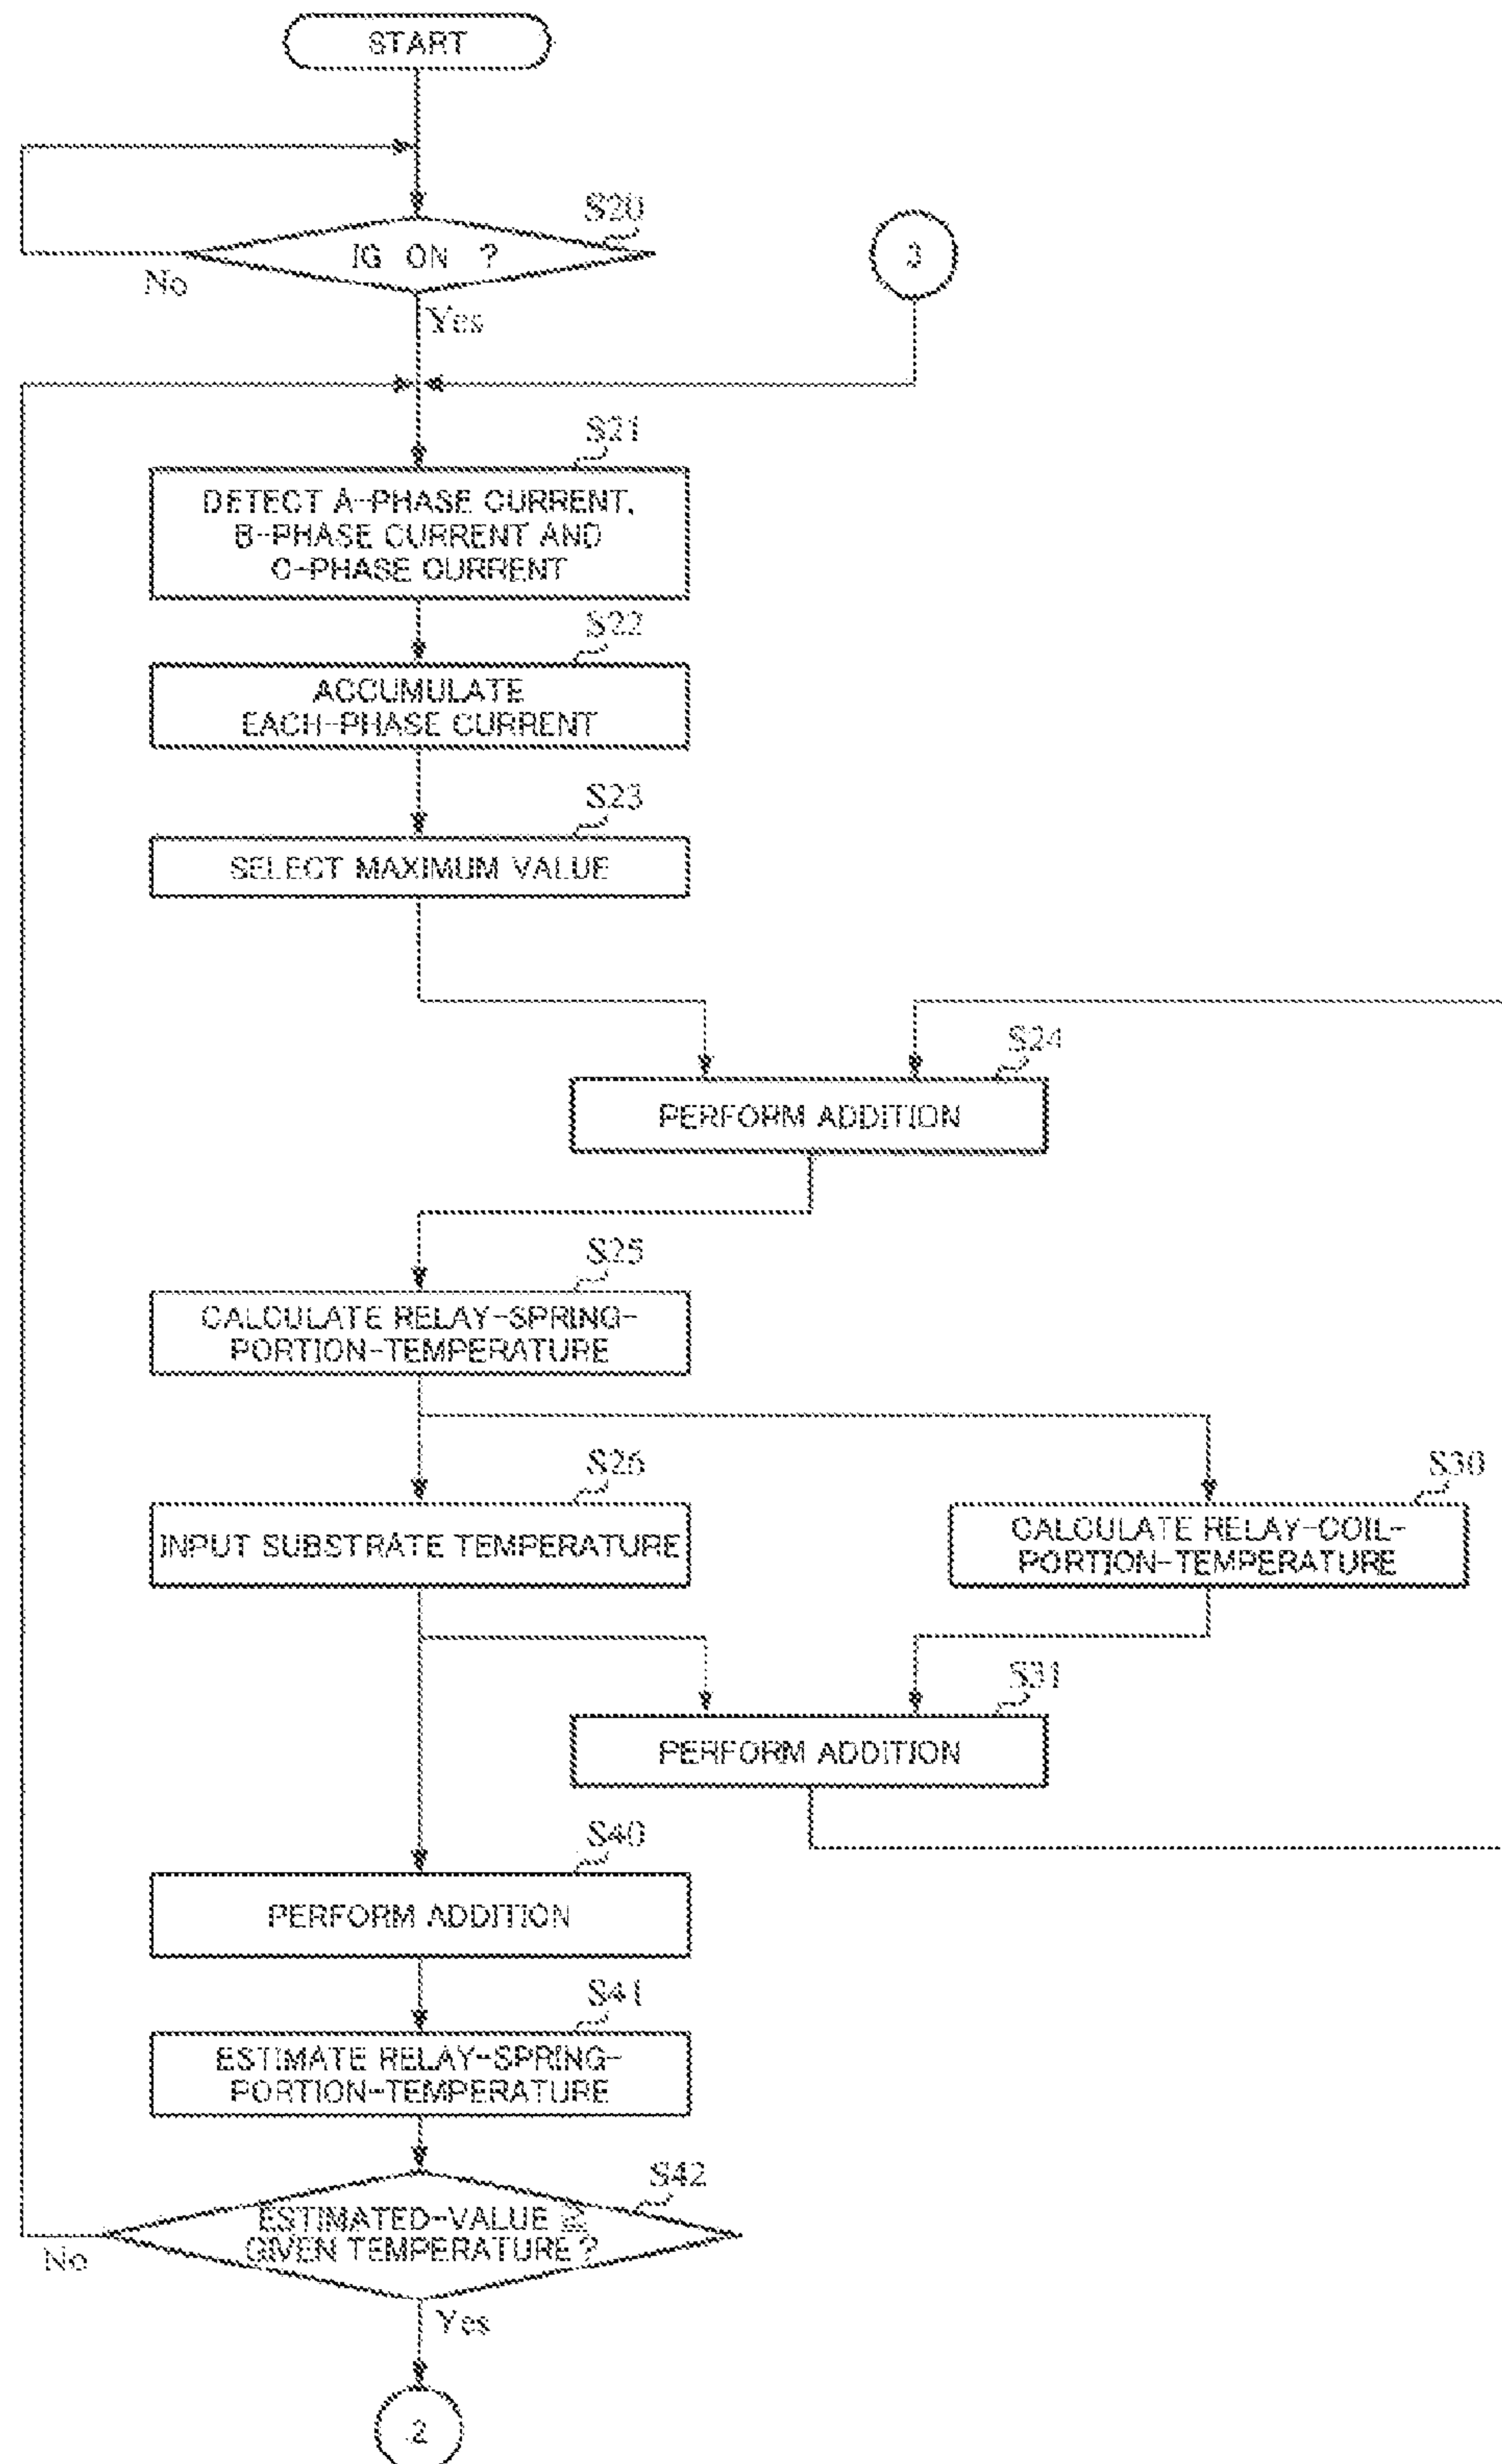 START
S20
IG ON ?
No
Yes
3
S21
DETECT A-PHASE CURRENT,
B-PHASE CURRENT AND
C-PHASE CURRENT
S22
ACCUMULATE
EACH-PHASE CURRENT
S23
SELECT MAXIMUM VALUE
S24
PERFORM ADDITION
S25
CALCULATE RELAY-SPRING-
PORTION-TEMPERATURE
S26
INPUT SUBSTRATE TEMPERATURE
S30
CALCULATE RELAY-COIL-
PORTION-TEMPERATURE
S31
PERFORM ADDITION
S40
PERFORM ADDITION
S41
ESTIMATE RELAY-SPRING-
PORTION-TEMPERATURE
S42
ESTIMATED-VALUE ≧
GIVEN TEMPERATURE?
No
Yes
2